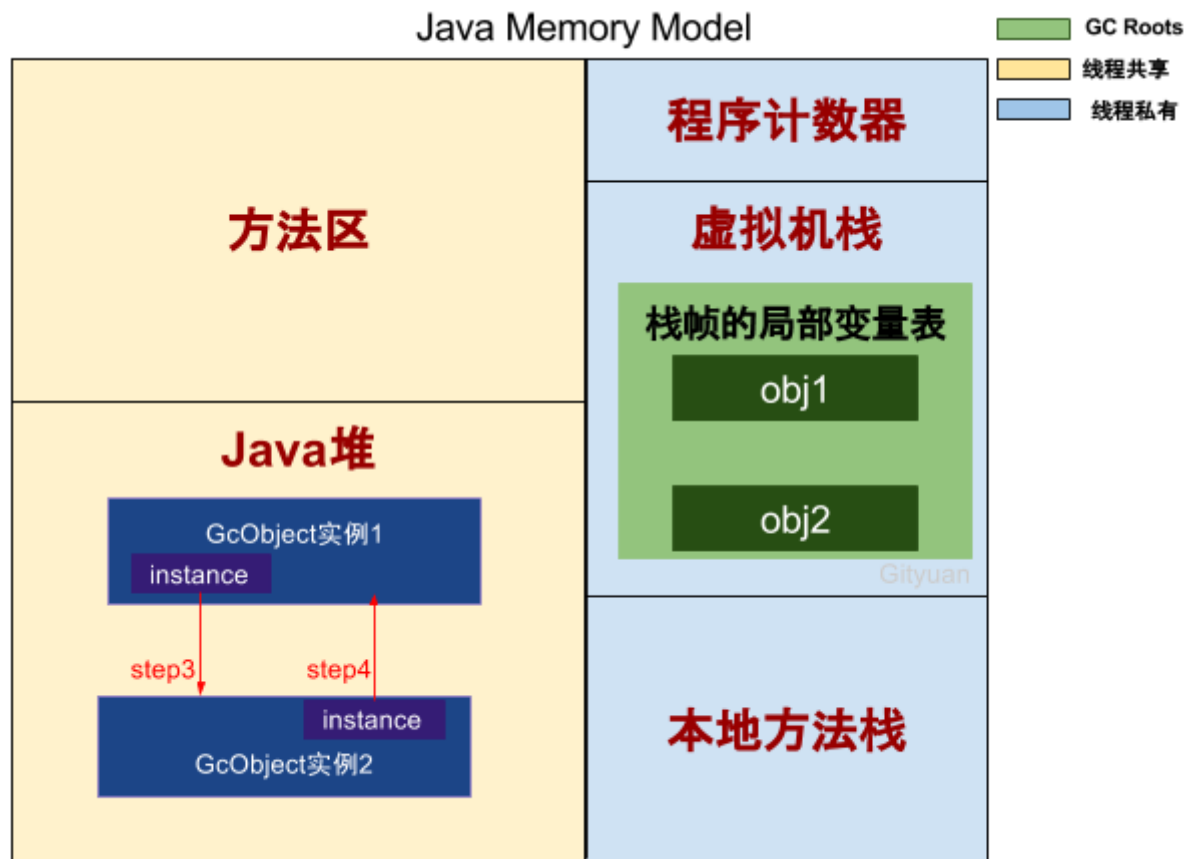 Java Memory Model
GC Roots
线程共享
线程私有
方法区
程序计数器
虚拟机栈
栈帧的局部变量表
obj1
obj2
Gityuan
Java堆
GcObject实例1
instance
step3
step4
instance
GcObject实例2
本地方法栈